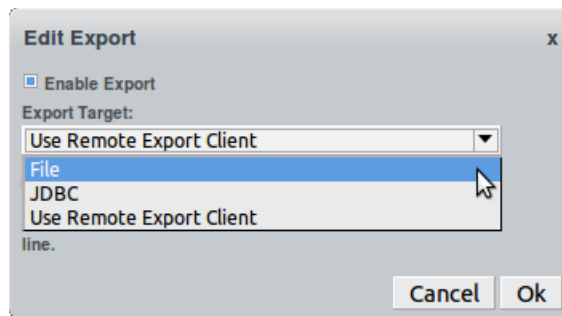 Edit Export
x
Enable Export
Export Target:
Use Remote Export Client
File
JDBC
Use Remote Export Client
line.
Cancel Ok